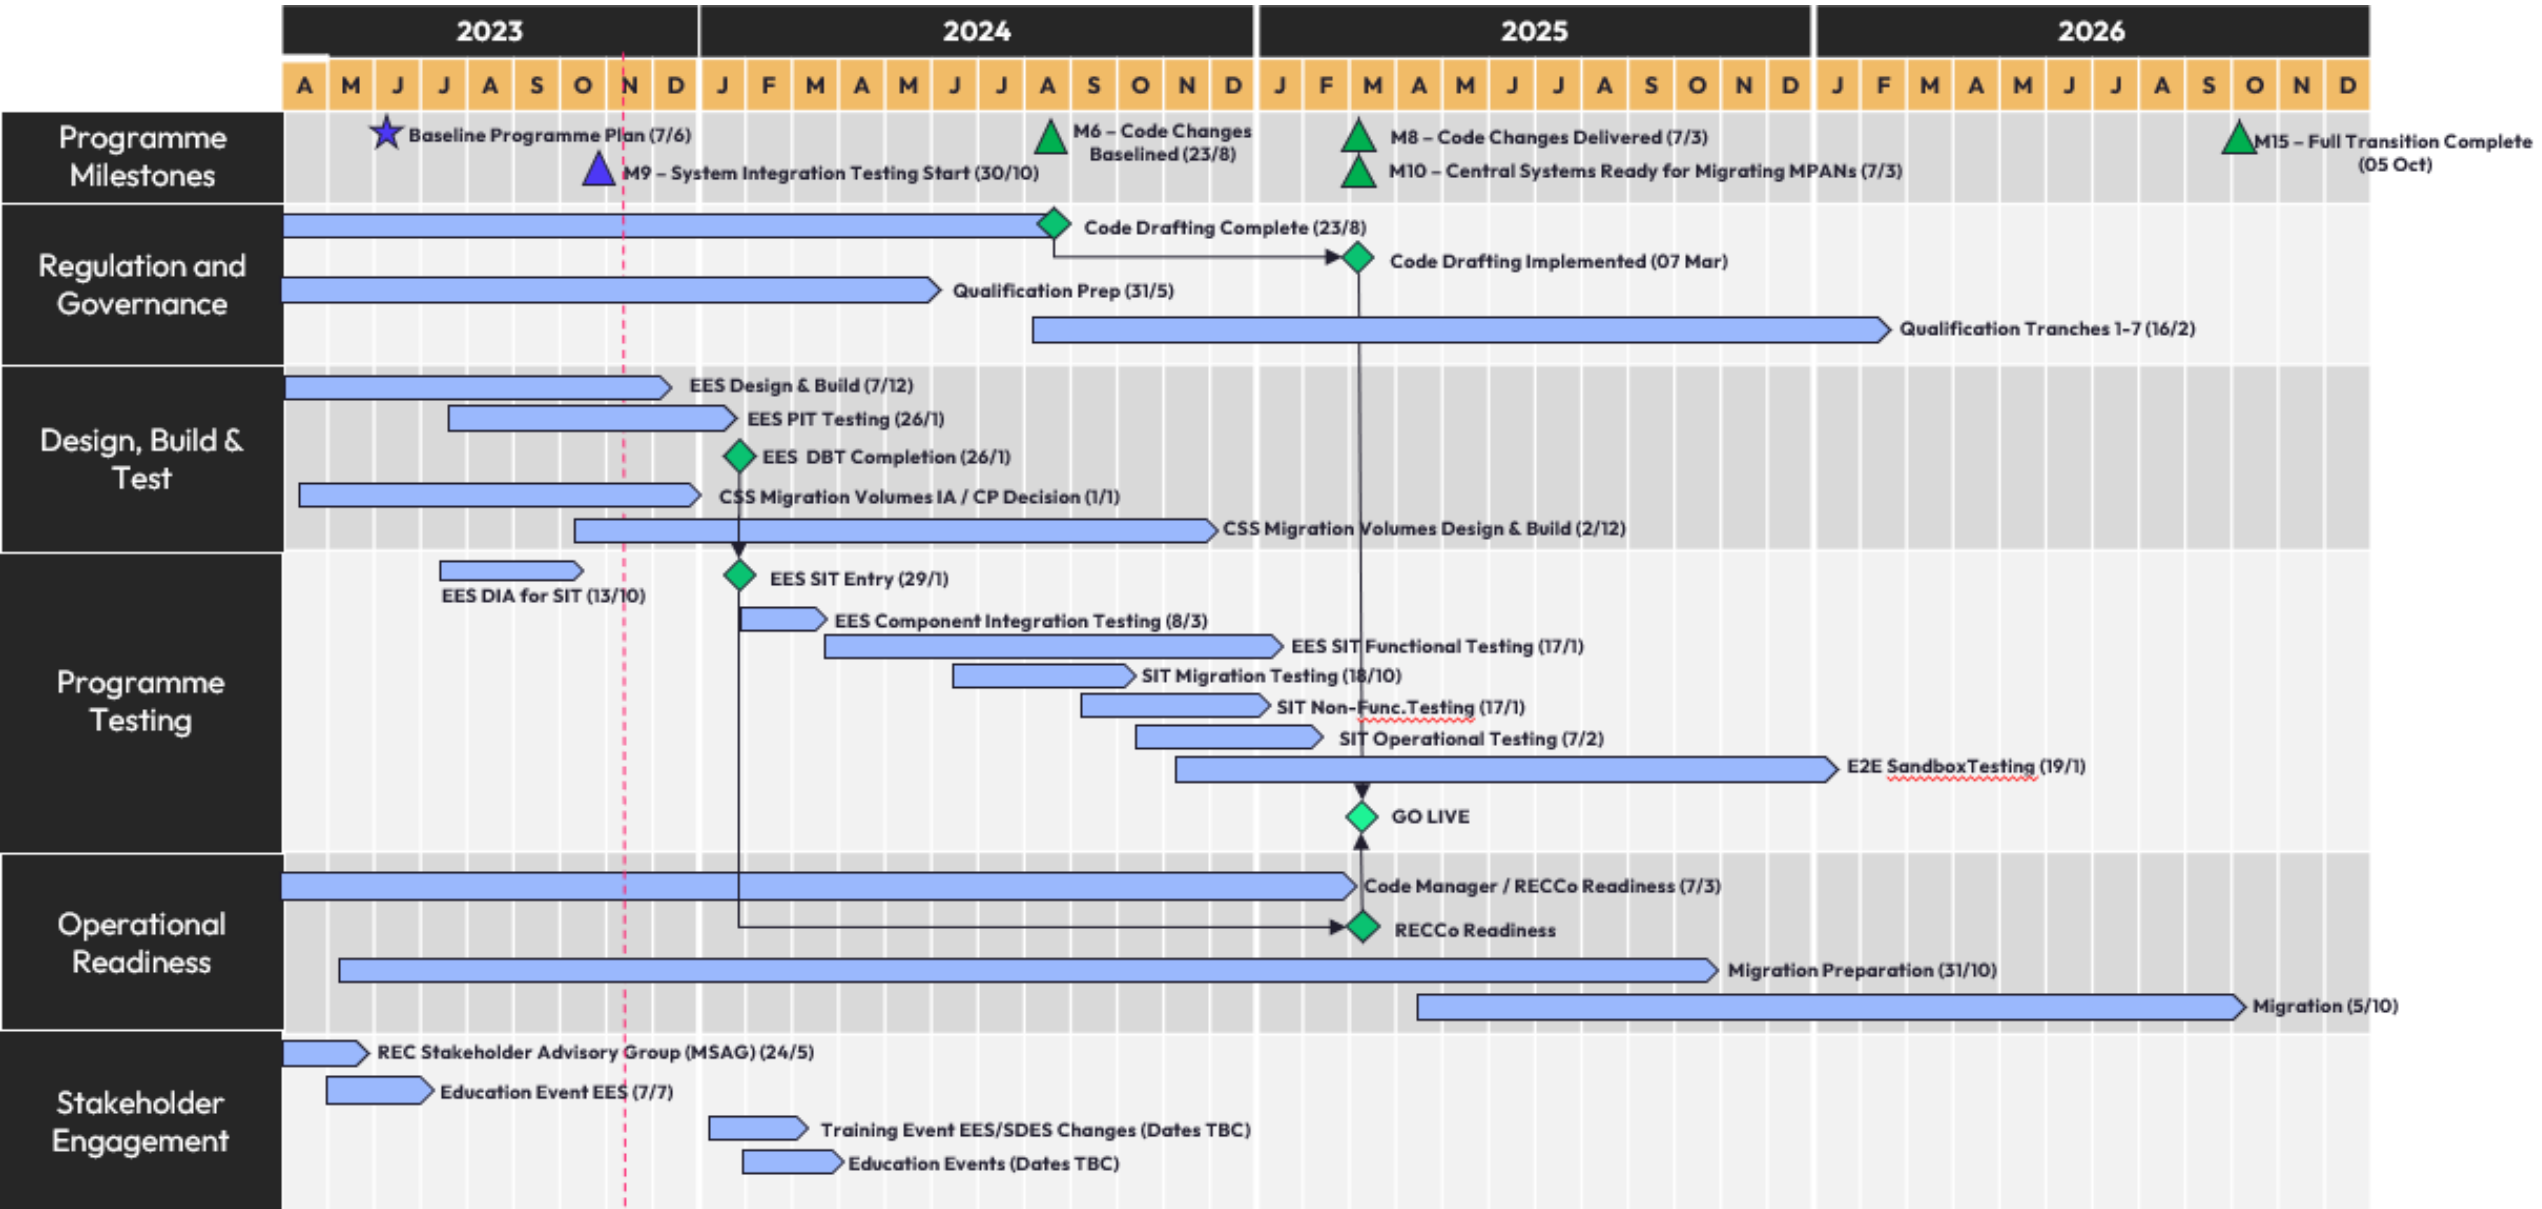 2023 2024 2025 2026
A M J J A S O N D J F M A M J J A S O N D J F M A M J J A S O N D J F M A M J J A S O N D
Programme
Milestones
Baseline Programme Plan (7/6)
M9 – System Integration Testing Start (30/10)
M6 – Code Changes
Baselined (23/8)
M8 – Code Changes Delivered (7/3)
M10 – Central Systems Ready for Migrating MPANs (7/3)
M15 – Full Transition Complete
(05 Oct)
Regulation and
Governance
Code Drafting Complete (23/8)
Code Drafting Implemented (07 Mar)
Qualification Prep (31/5)
Qualification Tranches 1-7 (16/2)
Design, Build &
Test
EES Design & Build (7/12)
EES PIT Testing (26/1)
EES DBT Completion (26/1)
CSS Migration Volumes IA / CP Decision (1/1)
CSS Migration Volumes Design & Build (2/12)
Programme
Testing
EES DIA for SIT (13/10)
EES SIT Entry (29/1)
EES Component Integration Testing (8/3)
EES SIT Functional Testing (17/1)
SIT Migration Testing (18/10)
SIT Non-Func.Testing (17/1)
SIT Operational Testing (7/2)
E2E SandboxTesting (19/1)
GO LIVE
Operational
Readiness
Code Manager / RECCo Readiness (7/3)
RECCo Readiness
Migration Preparation (31/10)
Migration (5/10)
Stakeholder
Engagement
REC Stakeholder Advisory Group (MSAG) (24/5)
Education Event EES (7/7)
Training Event EES/SDES Changes (Dates TBC)
Education Events (Dates TBC)